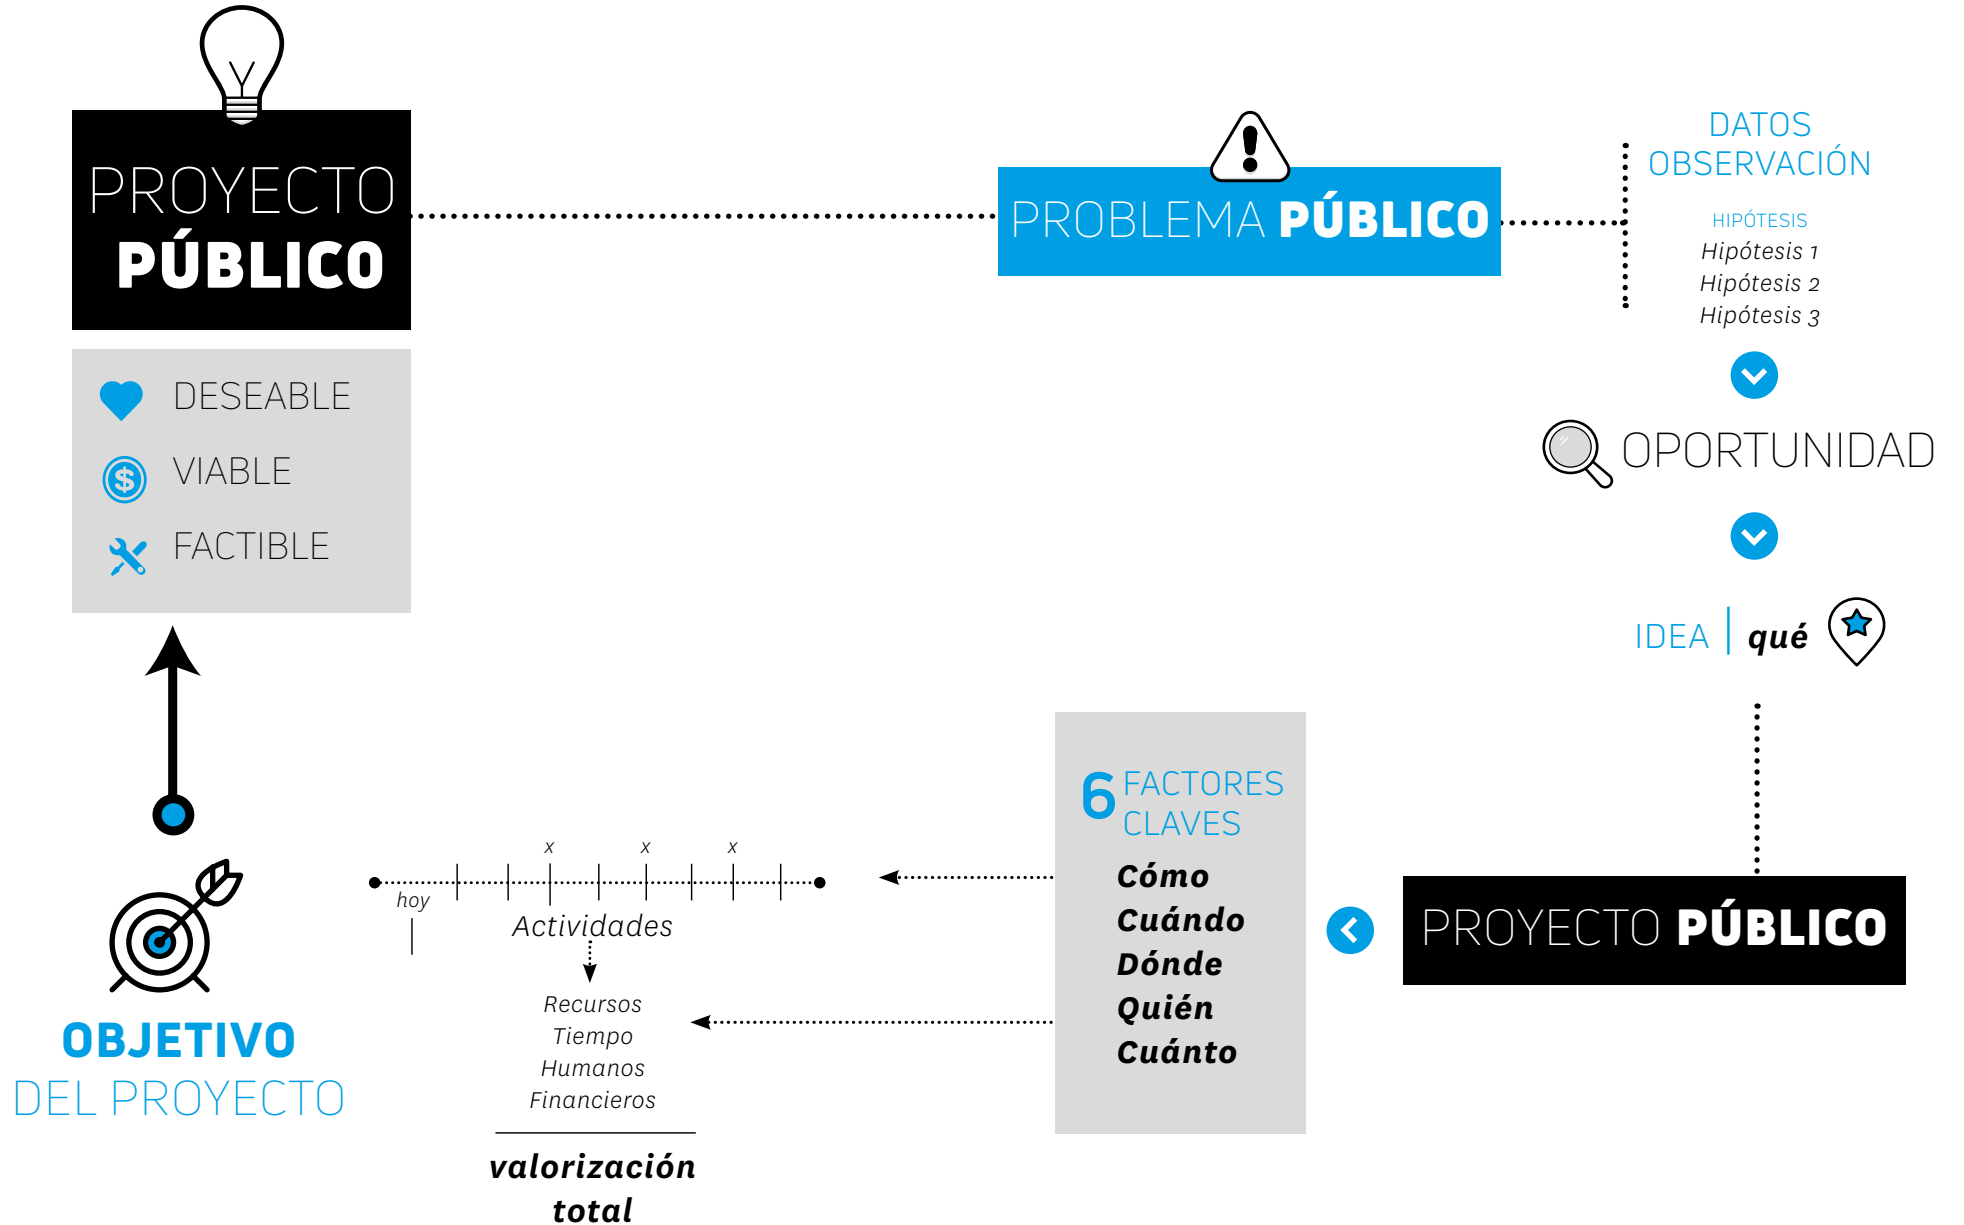 PROYECTO
PÚBLICO
DESEABLE
VIABLE
FACTIBLE
PROBLEMA PÚBLICO
DATOS
OBSERVACIÓN
HIPÓTESIS
Hipótesis 1
Hipótesis 2
Hipótesis 3
OPORTUNIDAD
IDEA | qué
PROYECTO PÚBLICO
6 FACTORES
CLAVES
Cómo
Cuándo
Dónde
Quién
Cuánto
x x x
hoy
Actividades
Recursos
Tiempo
Humanos
Financieros
valorización
total
OBJETIVO
DEL PROYECTO